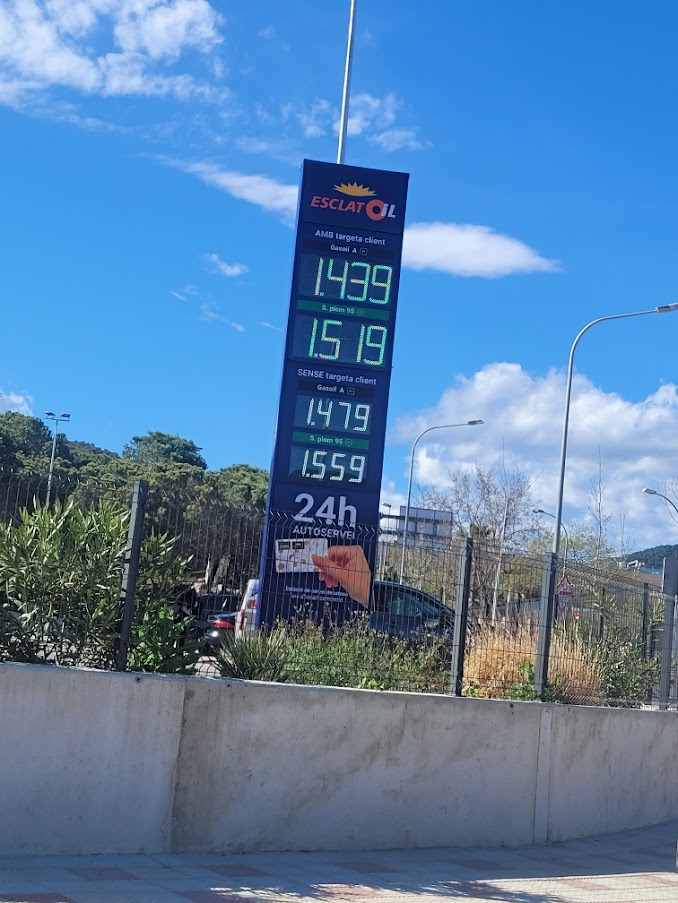 ESCLATOiL
AMB targeta client
Gasoil A
1.439
S. plom 95
1.519
SENSE targeta client
Gasoil A
1.479
S. plom 95
1.559
24h
AUTOSERVEI